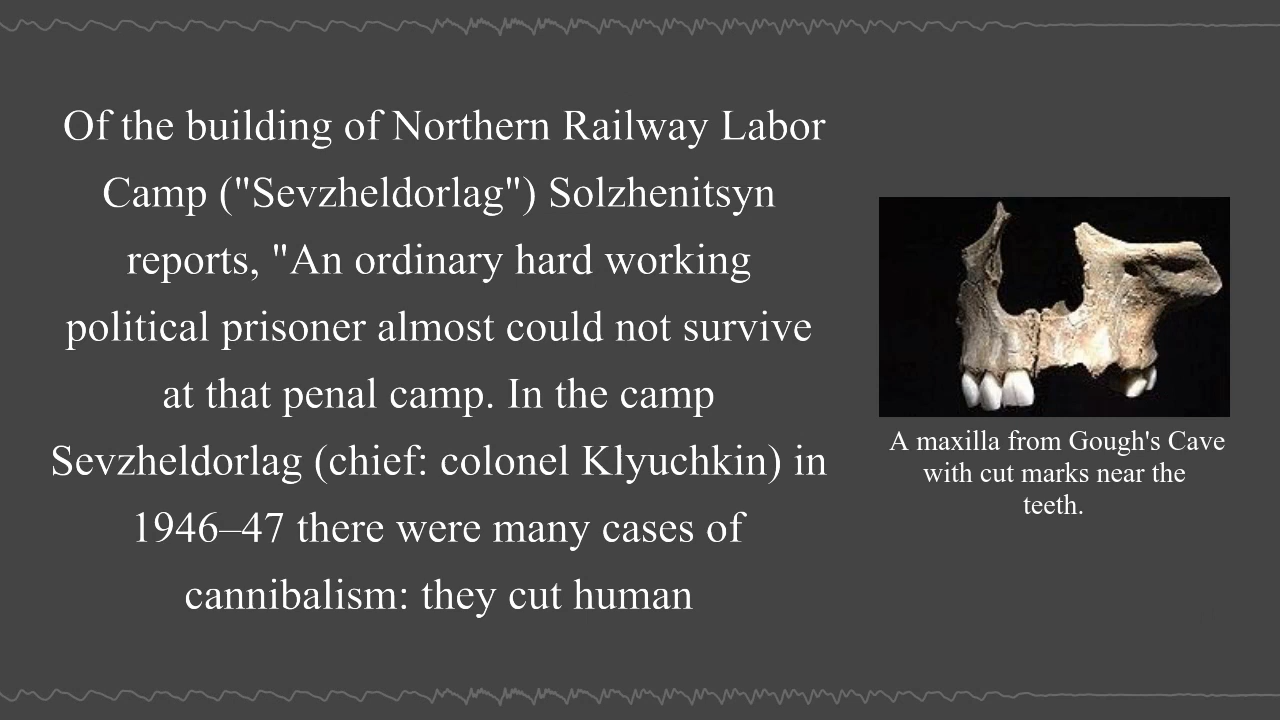 Of the building of Northern Railway Labor
Camp ("Sevzheldorlag") Solzhenitsyn
reports, "An ordinary hard working
political prisoner almost could not survive
at that penal camp. In the camp
Sevzheldorlag (chief: colonel Klyuchkin) in
1946–47 there were many cases of
cannibalism: they cut human
A maxilla from Gough's Cave
with cut marks near the
teeth.